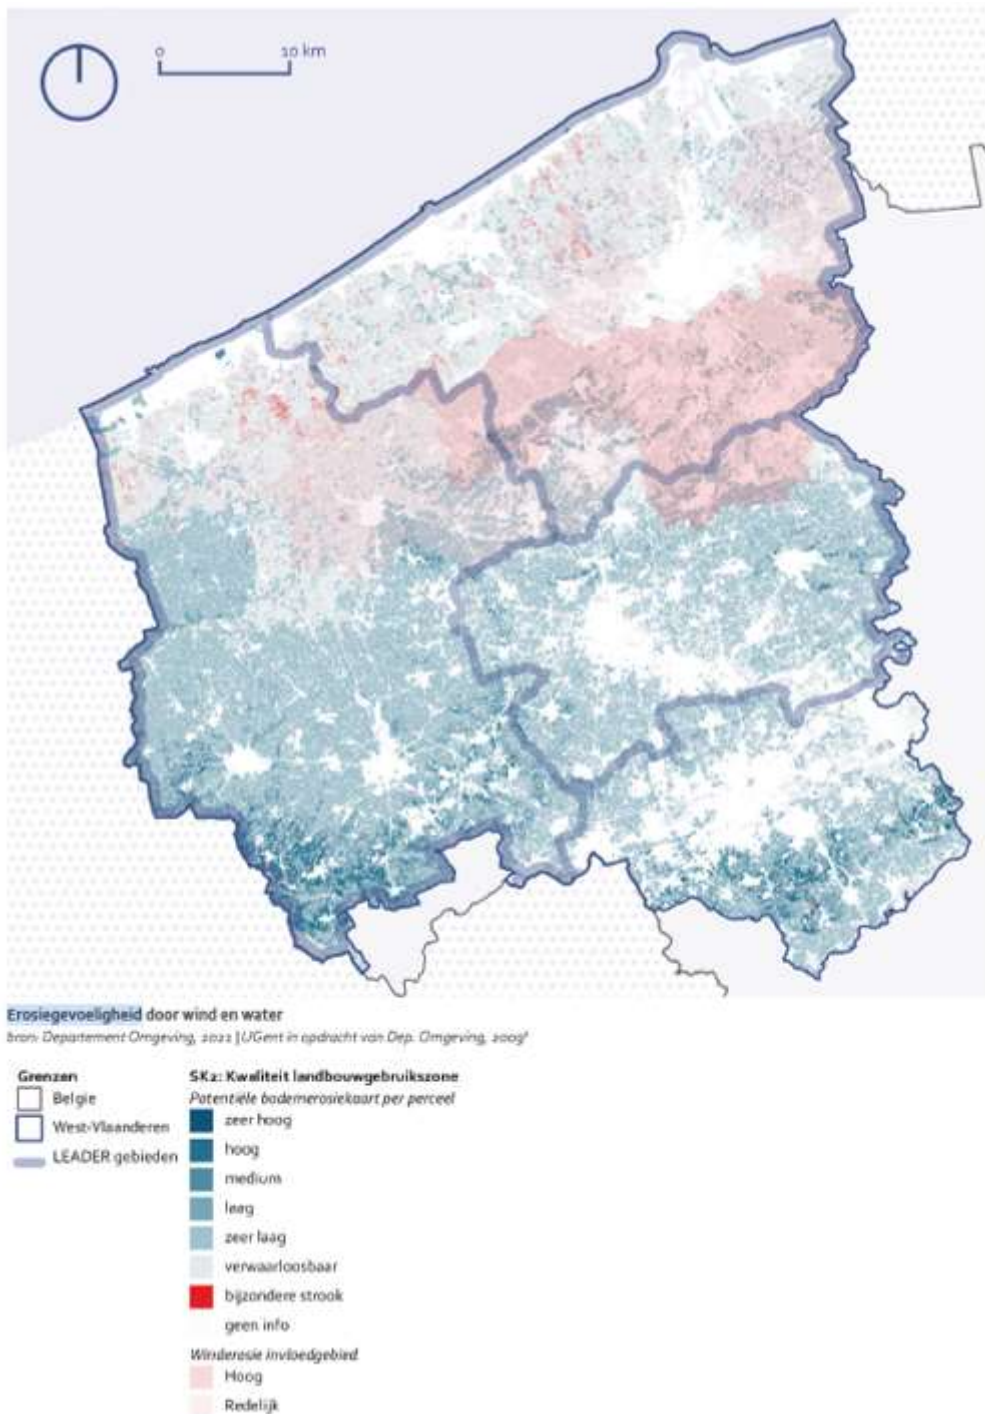 0 10 km
Erosiegevoeligheid door wind en water
bron: Departement Omgeving, 2022 | UGent in opdracht van Dep. Omgeving, 2009
Grenzen
Belgie
West-Vlaanderen
LEADER gebieden
SK2: Kwaliteit landbouwgebruikszone
Potentiële bodemerosiekaart per perceel
zeer hoog
hoog
medium
laag
zeer laag
verwaarloosbaar
bijzondere strook
geen info
Winderosie invloedgebied
Hoog
Redelijk